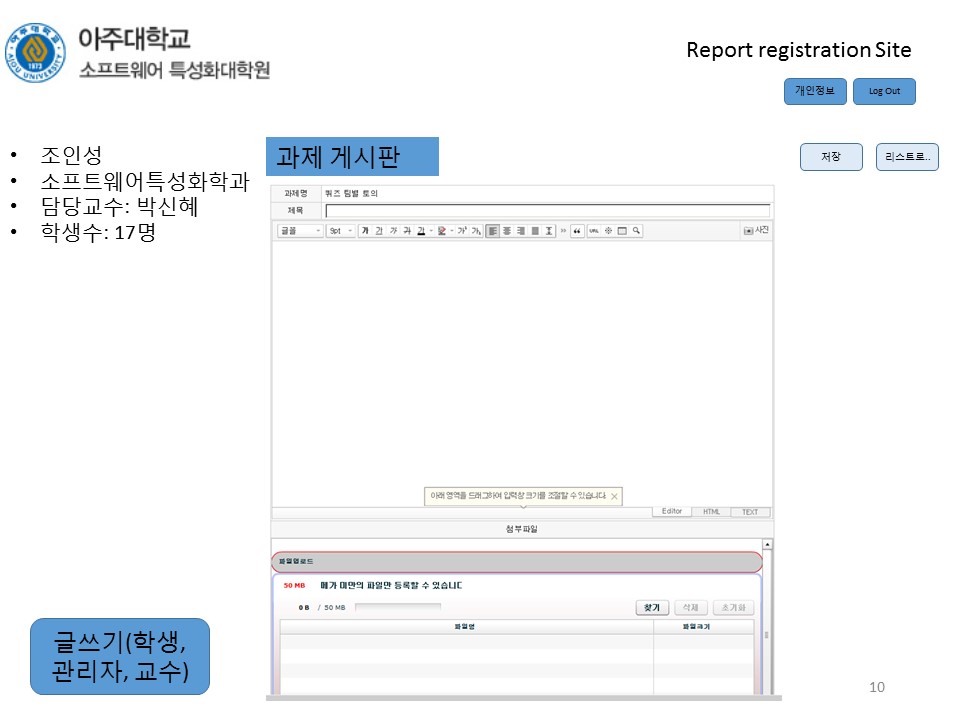 아주대학교
소프트웨어 특성화대학원
AJOU UNIVERSITY
1973
Report registration Site
개인정보
Log Out
• 조인성
• 소프트웨어특성화학과
• 담당교수: 박신혜
• 학생수: 17명
과제 게시판
저장
리스트로..
과제명 퀴즈 팀별 토의
제목
글꼴 9pt 가 가 가 가 가 가 URL 사진
아래 영역을 드래그하여 입력창 크기를 조절할 수 있습니다.
Editor HTML TEXT
첨부파일
파일업로드
50 MB 메가 미만의 파일만 등록할 수 있습니다
0 B / 50 MB
찾기 삭제 초기화
파일명 파일크기
글쓰기(학생,
관리자, 교수)
10